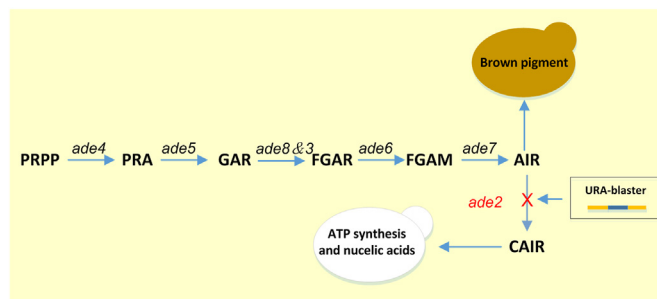 Brown pigment
ade4 ade5 ade8&3 ade6 ade7
PRPP PRA GAR FGAR FGAM AIR
URA-blaster
ade2 X
ATP synthesis
and nucelic acids
CAIR